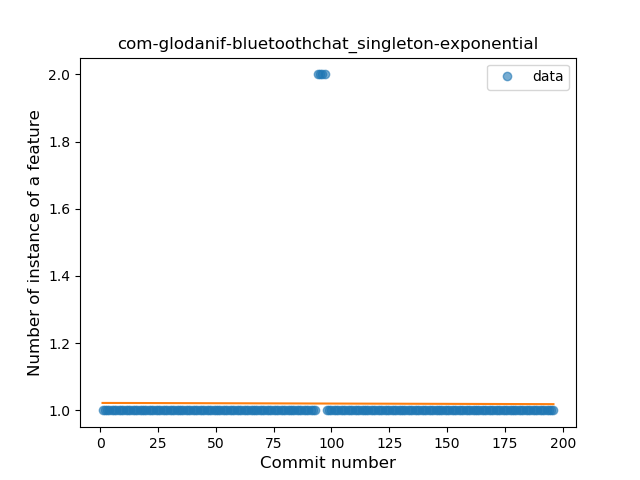 com-glodanif-bluetoothchat_singleton-exponential
data
Number of instance of a feature
2.0
1.8
1.6
1.4
1.2
1.0
0 25 50 75 100 125 150 175 200
Commit number